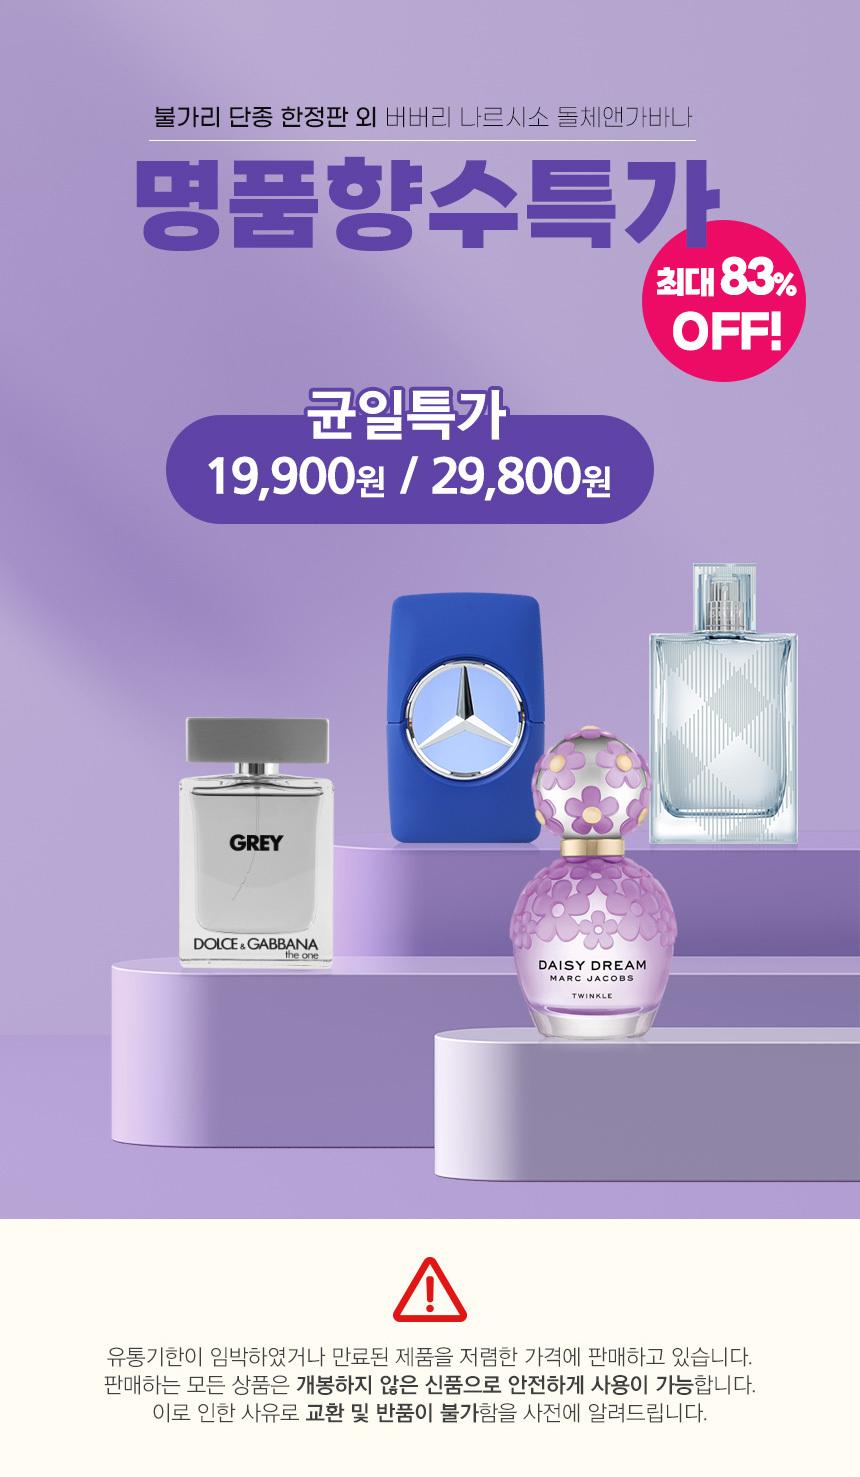 불가리 단종 한정판 외 버버리 나르시소 돌체앤가바나
명품향수특가
최대 83%
OFF!
균일특가
19,900원 / 29,800원
GREY
DOLCE & GABBANA
the one
DAISY DREAM
MARC JACOBS
TWINKLE
유통기한이 임박하였거나 만료된 제품을 저렴한 가격에 판매하고 있습니다.
판매하는 모든 상품은 개봉하지 않은 신품으로 안전하게 사용이 가능합니다.
이로 인한 사유로 교환 및 반품이 불가함을 사전에 알려드립니다.